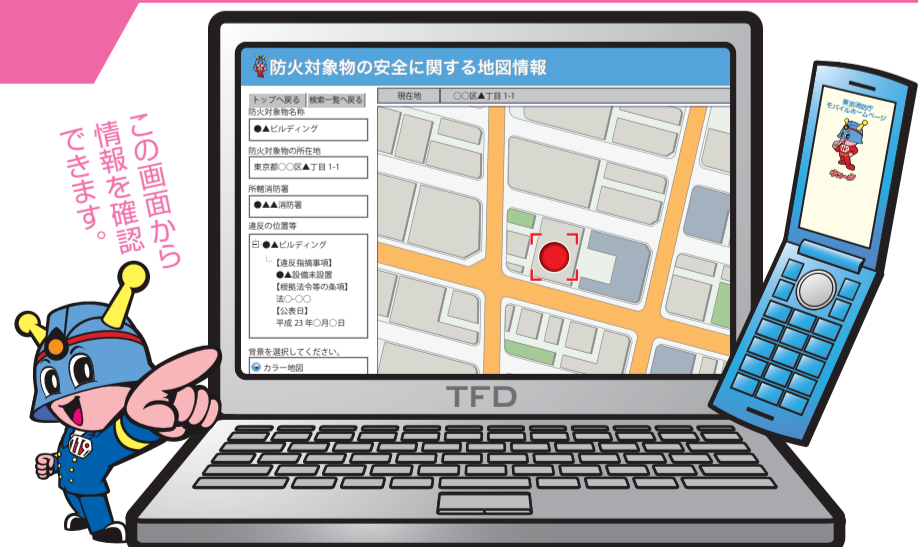 防火対象物の安全に関する地図情報
トップへ戻る
検索一覧へ戻る
現在地
○○区▲丁目 1-1
防火対象物名称
●▲ビルディング
防火対象物の所在地
東京都○○区▲丁目 1-1
所轄消防署
●▲▲消防署
違反の位置等
●▲ビルディング
【違反指摘事項】
●▲設備未設置
【根拠法令等の条項】
法○-○○
【公表日】
平成 23 年○月○日
背景を選択してください。
カラー地図
TFD
この画面から
情報を確認
できます。
119
東京消防庁
モバイルホームページ